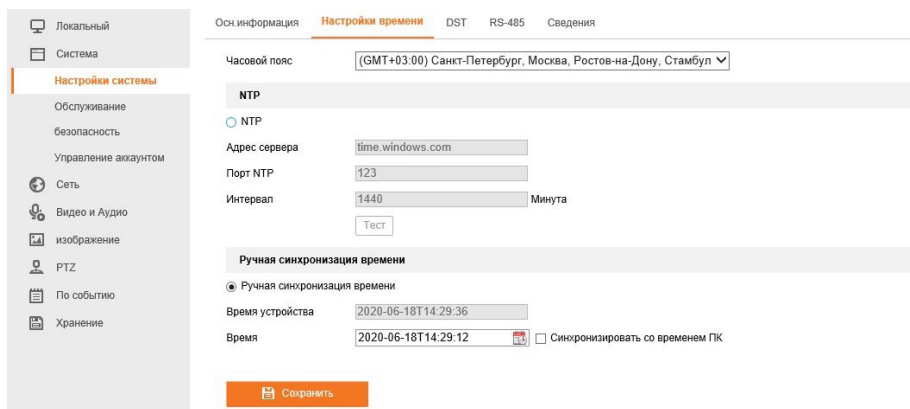 Локальный
Система
Настройки системы
Обслуживание
безопасность
Управление аккаунтом
Сеть
Видео и Аудио
изображение
PTZ
По событию
Хранение
Осн.информация Настройки времени DST RS-485 Сведения
Часовой пояс (GMT+03:00) Санкт-Петербург, Москва, Ростов-на-Дону, Стамбул
NTP
NTP
Адрес сервера time.windows.com
Порт NTP 123
Интервал 1440 Минута
Тест
Ручная синхронизация времени
Ручная синхронизация времени
Время устройства 2020-06-18T14:29:36
Время 2020-06-18T14:29:12 Синхронизировать со временем ПК
Сохранить